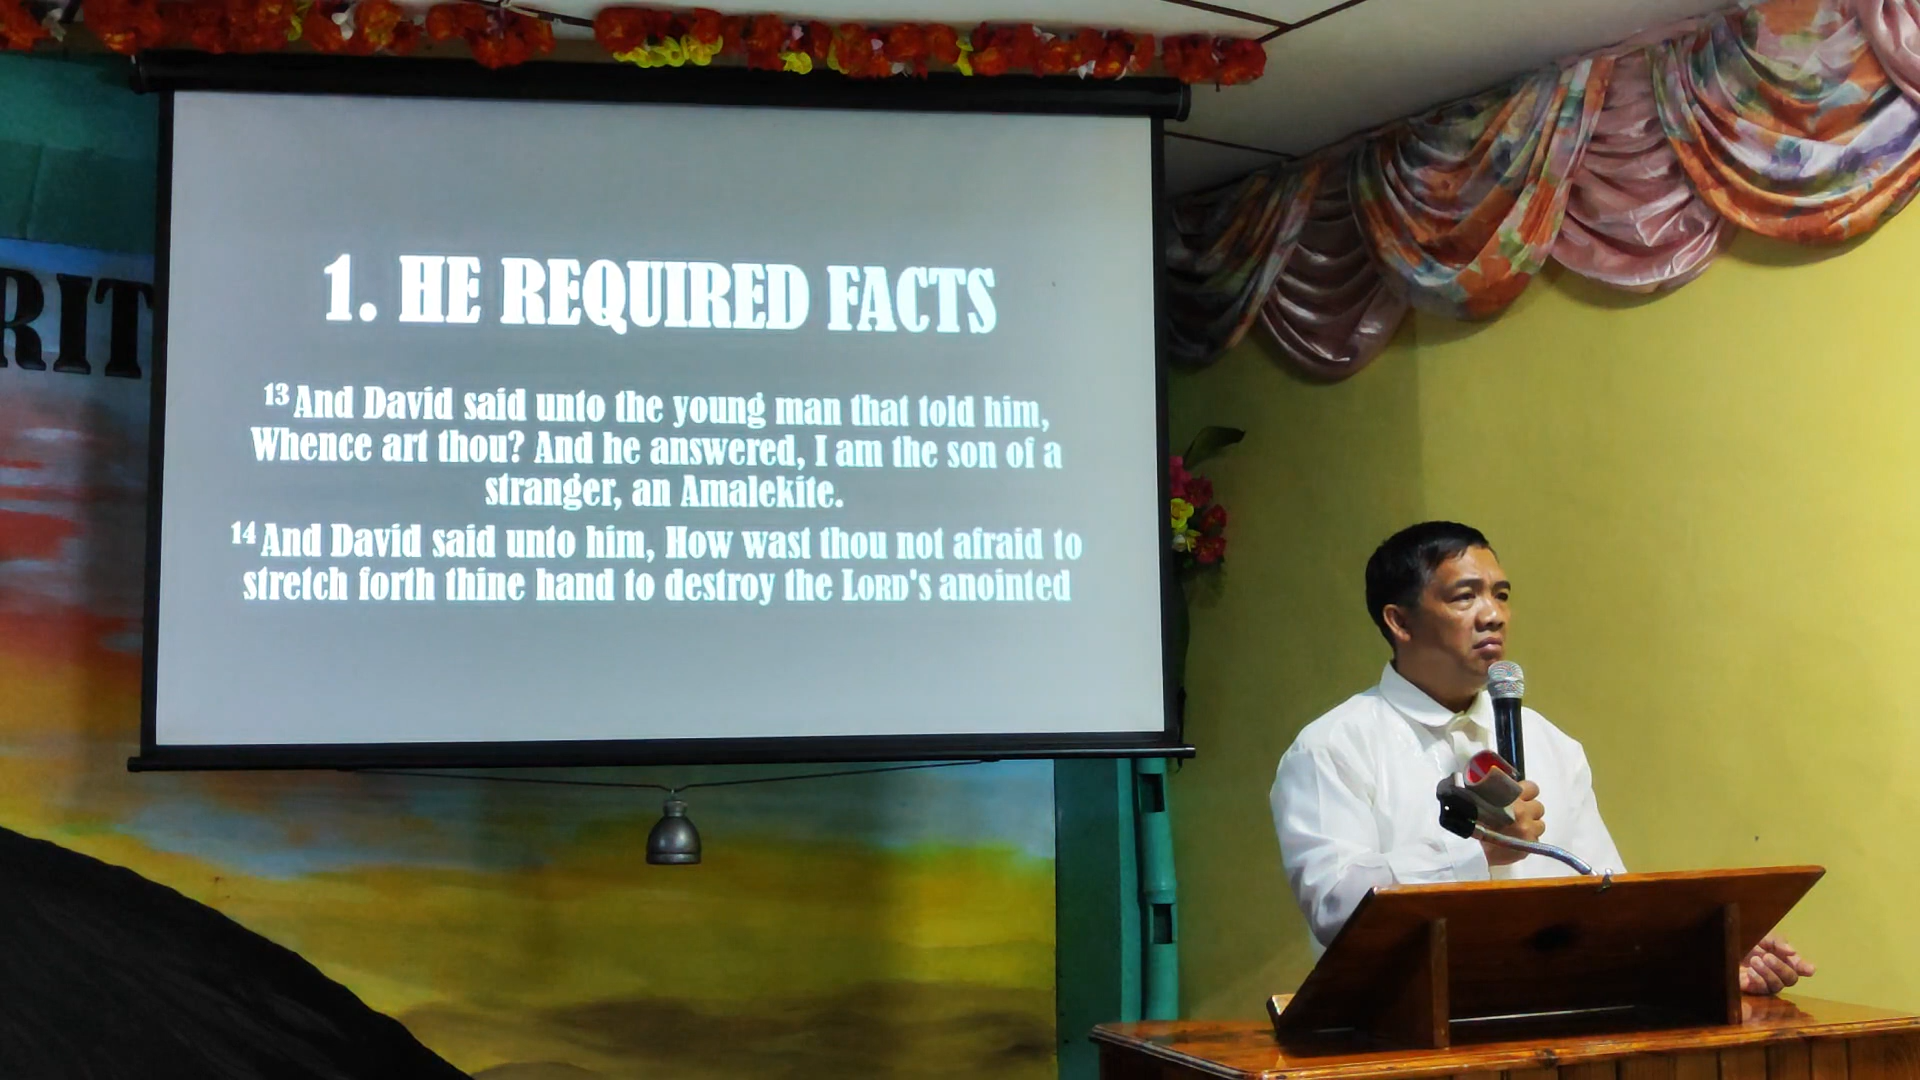 RIT
1. HE REQUIRED FACTS
13 And David said unto the young man that told him,
Whence art thou? And he answered, I am the son of a
stranger, an Amalekite.
14 And David said unto him, How wast thou not afraid to
stretch forth thine hand to destroy the LORD's anointed